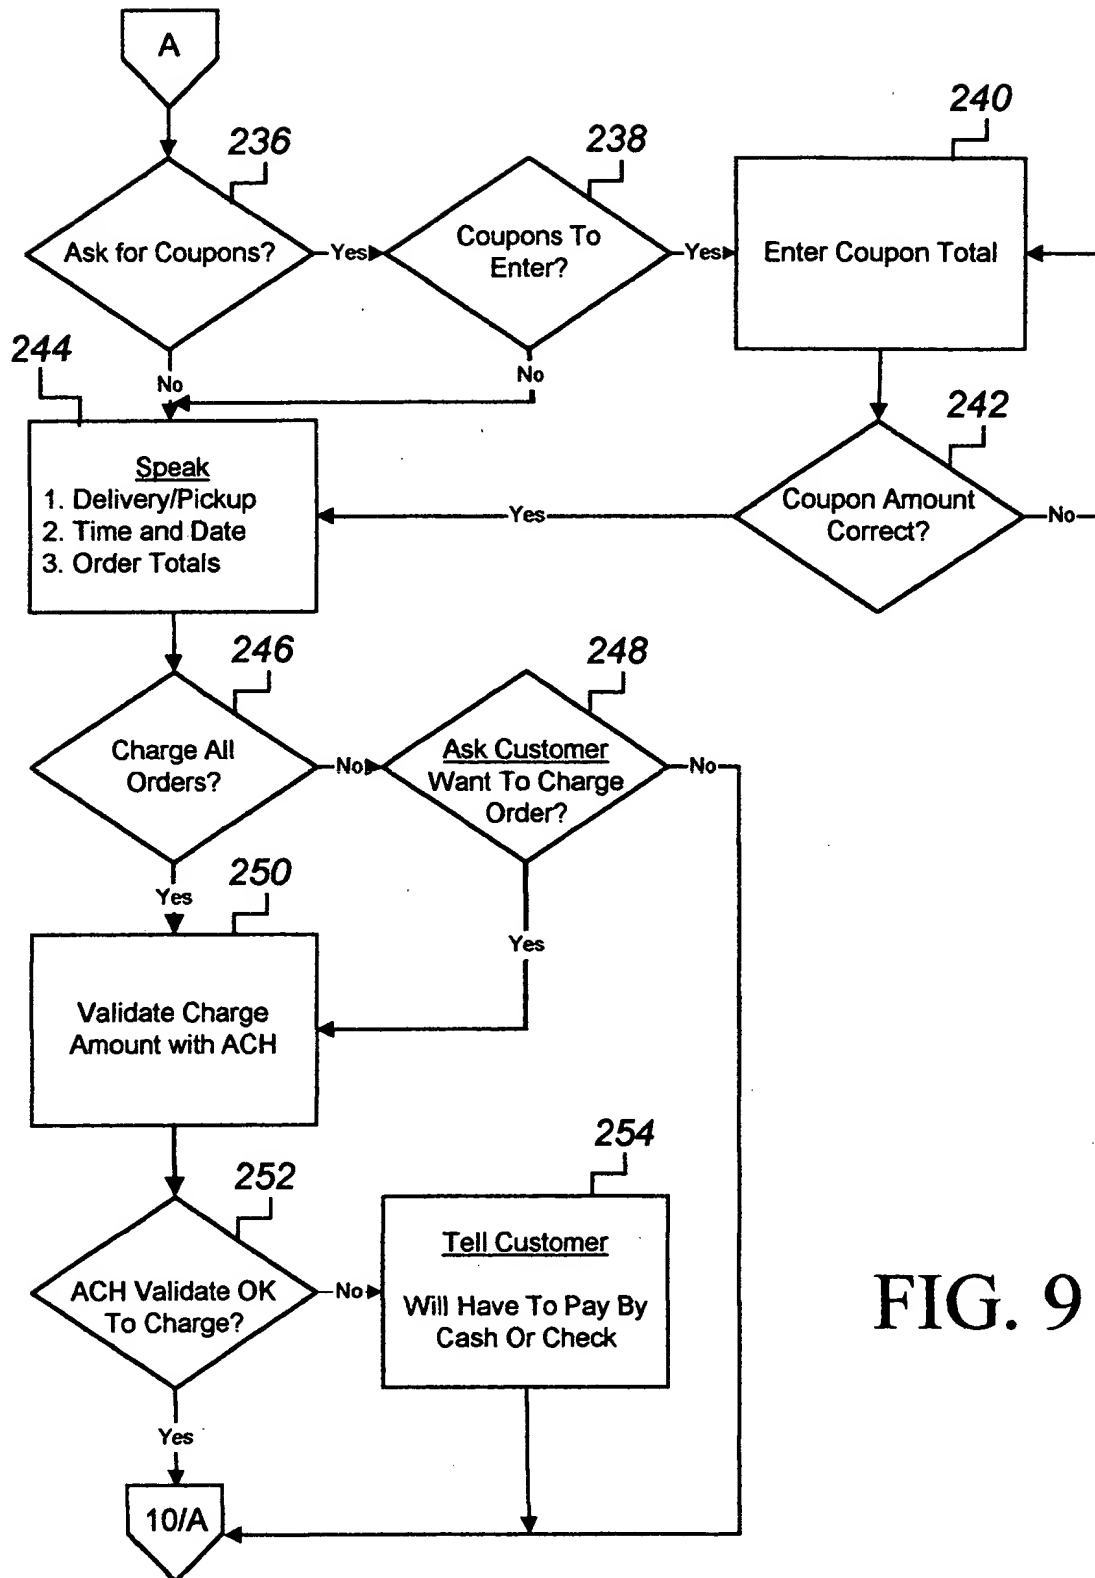 A
236
Ask for Coupons?
Yes
No
238
Coupons To
Enter?
Yes
No
240
Enter Coupon Total
242
Coupon Amount
Correct?
No
Yes
244
Speak
1. Delivery/Pickup
2. Time and Date
3. Order Totals
246
Charge All
Orders?
No
Yes
248
Ask Customer
Want To Charge
Order?
No
Yes
250
Validate Charge
Amount with ACH
252
ACH Validate OK
To Charge?
No
Yes
254
Tell Customer
Will Have To Pay By
Cash Or Check
10/A
FIG. 9